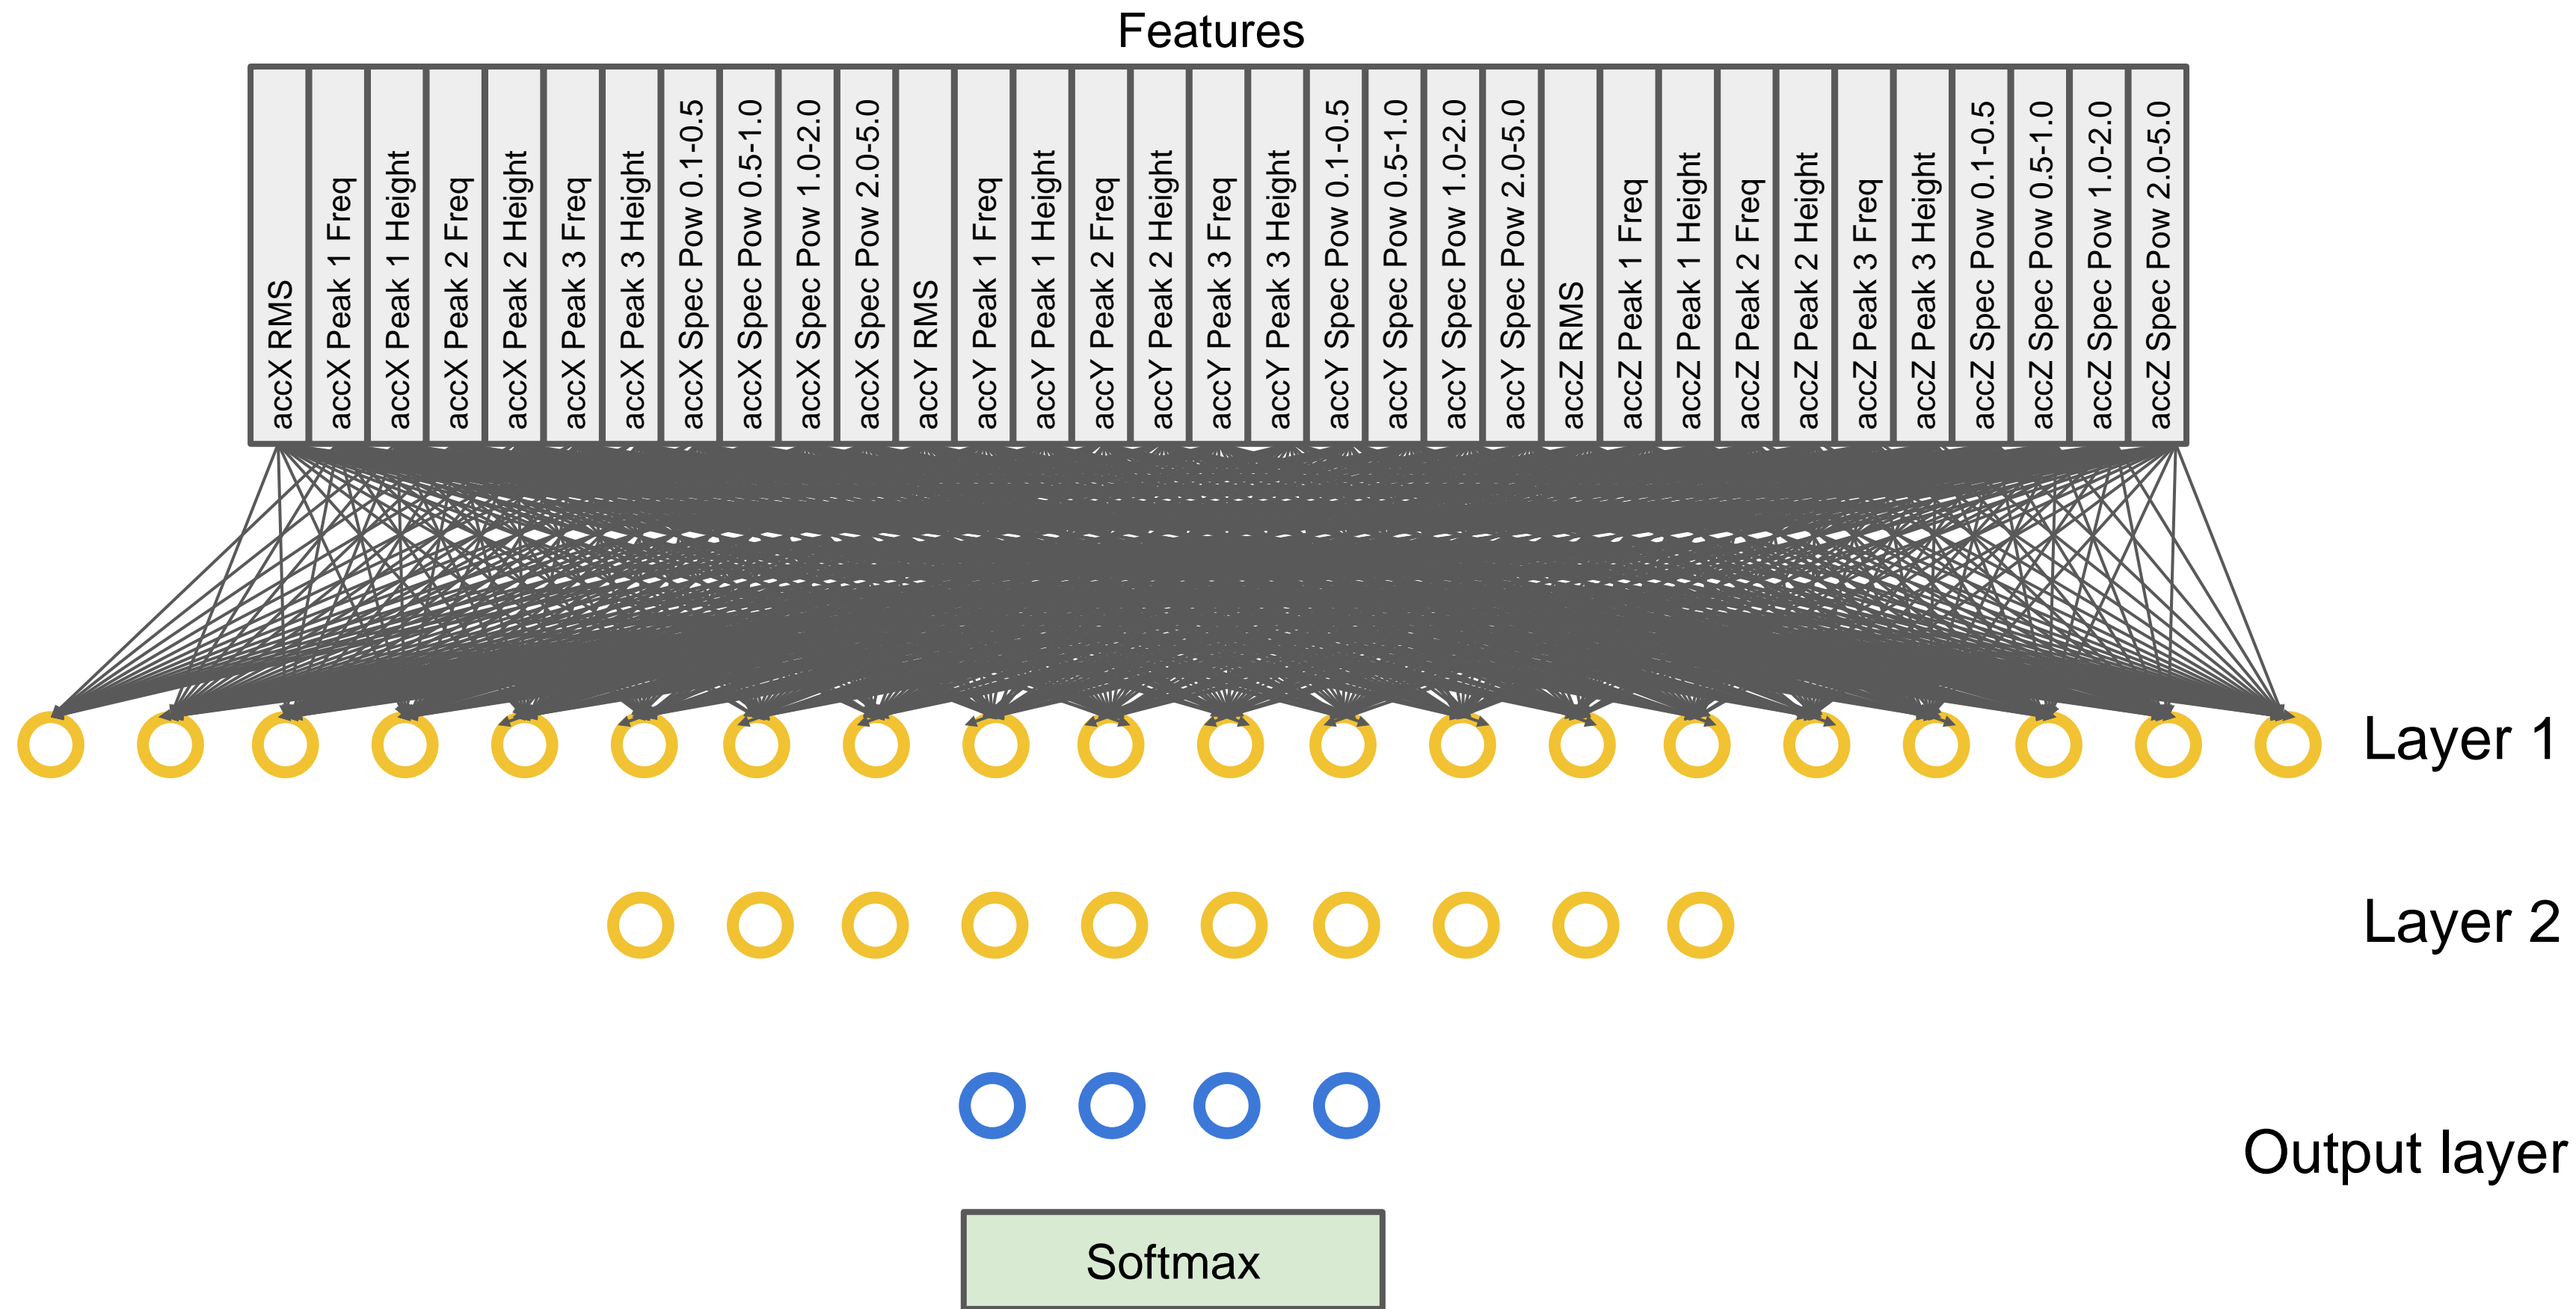 Features
accX RMS
accX Peak 1 Freq
accX Peak 1 Height
accX Peak 2 Freq
accX Peak 2 Height
accX Peak 3 Freq
accX Peak 3 Height
accX Spec Pow 0.1-0.5
accX Spec Pow 0.5-1.0
accX Spec Pow 1.0-2.0
accX Spec Pow 2.0-5.0
accY RMS
accY Peak 1 Freq
accY Peak 1 Height
accY Peak 2 Freq
accY Peak 2 Height
accY Peak 3 Freq
accY Peak 3 Height
accY Spec Pow 0.1-0.5
accY Spec Pow 0.5-1.0
accY Spec Pow 1.0-2.0
accY Spec Pow 2.0-5.0
accZ RMS
accZ Peak 1 Freq
accZ Peak 1 Height
accZ Peak 2 Freq
accZ Peak 2 Height
accZ Peak 3 Freq
accZ Peak 3 Height
accZ Spec Pow 0.1-0.5
accZ Spec Pow 0.5-1.0
accZ Spec Pow 1.0-2.0
accZ Spec Pow 2.0-5.0
Layer 1
Layer 2
Output layer
Softmax